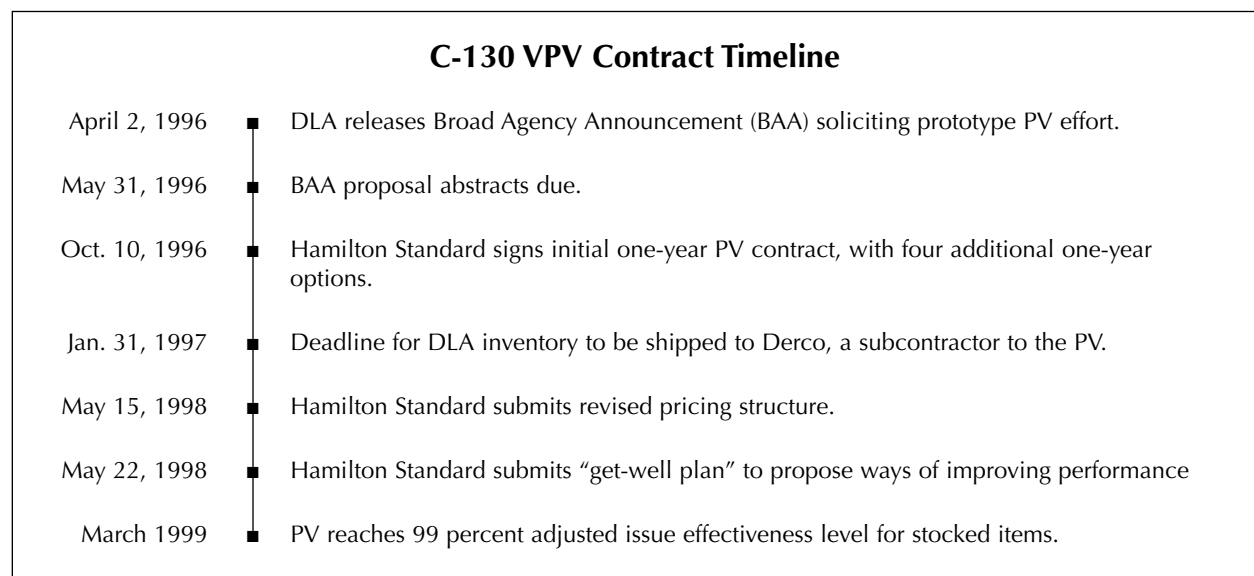 C-130 VPV Contract Timeline
April 2, 1996 DLA releases Broad Agency Announcement (BAA) soliciting prototype PV effort.
May 31, 1996 BAA proposal abstracts due.
Oct. 10, 1996 Hamilton Standard signs initial one-year PV contract, with four additional one-year
options.
Jan. 31, 1997 Deadline for DLA inventory to be shipped to Derco, a subcontractor to the PV.
May 15, 1998 Hamilton Standard submits revised pricing structure.
May 22, 1998 Hamilton Standard submits “get-well plan” to propose ways of improving performance
March 1999 PV reaches 99 percent adjusted issue effectiveness level for stocked items.